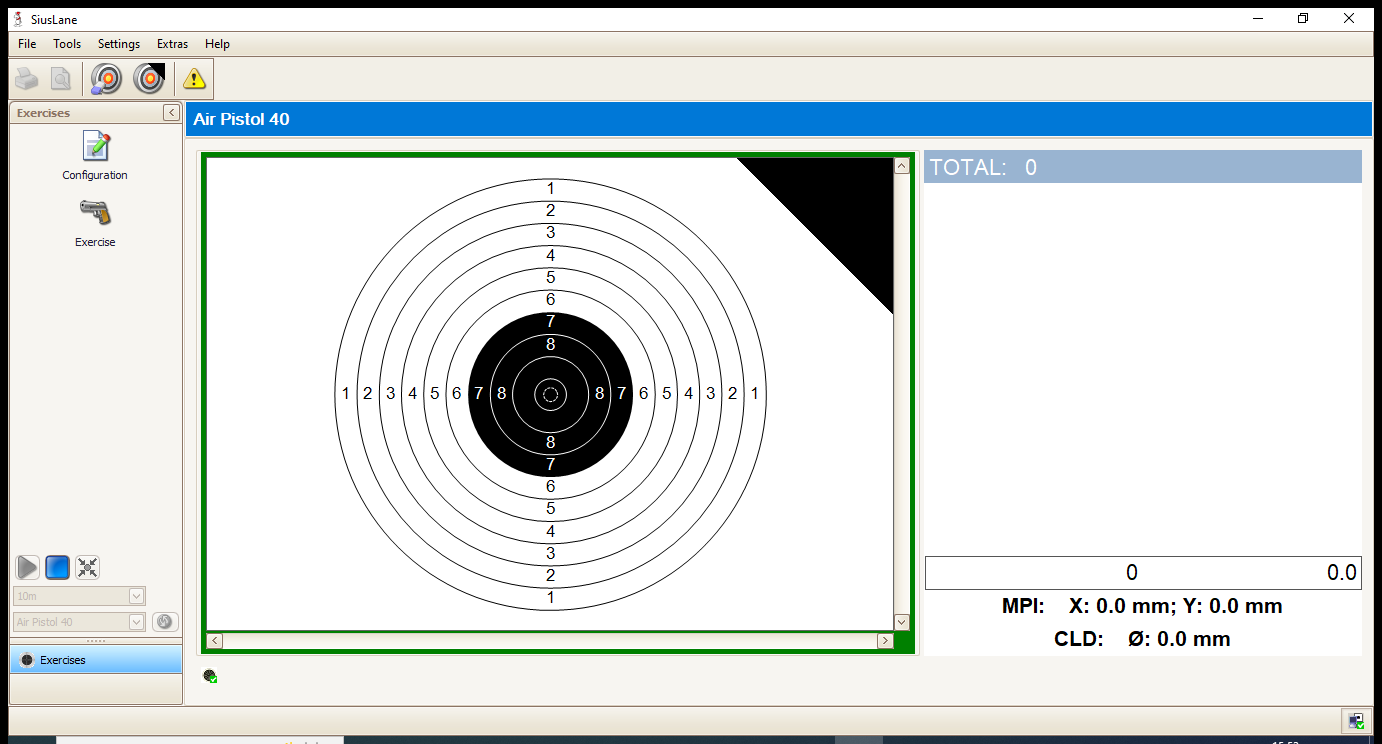 SiusLane
File Tools Settings Extras Help
Exercises
Configuration
Exercise
10m
Air Pistol 40
Exercises
Air Pistol 40
1
2
3
4
5
6
7
8
1 2 3 4 5 6 7 8 8 7 6 5 4 3 2 1
8
7
6
5
4
3
2
1
TOTAL: 0
0 0.0
MPI: X: 0.0 mm; Y: 0.0 mm
CLD: Ø: 0.0 mm